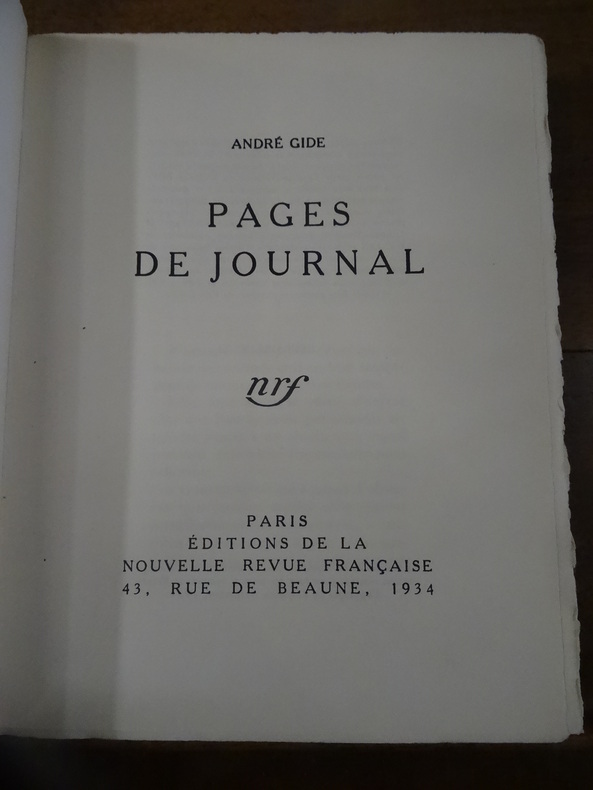 ANDRÉ GIDE
PAGES
DE JOURNAL
nrf
PARIS
ÉDITIONS DE LA
NOUVELLE REVUE FRANÇAISE
43, RUE DE BEAUNE, 1934